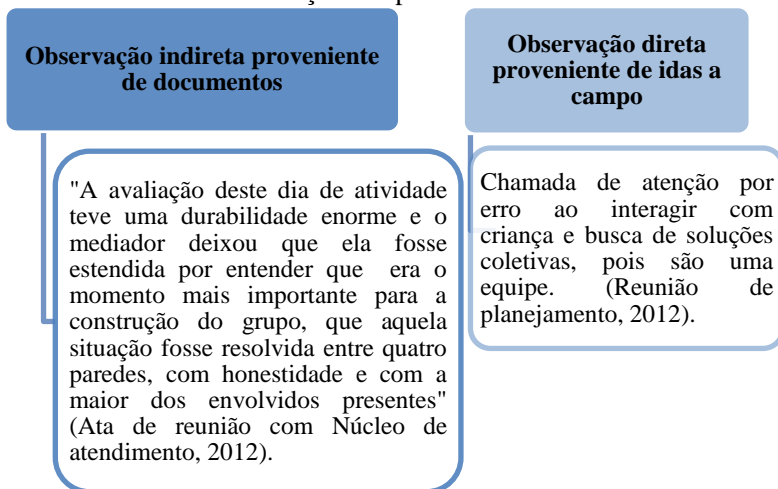 Observação indireta proveniente
de documentos
"A avaliação deste dia de atividade
teve uma durabilidade enorme e o
mediador deixou que ela fosse
estendida por entender que era o
momento mais importante para a
construção do grupo, que aquela
situação fosse resolvida entre quatro
paredes, com honestidade e com a
maior dos envolvidos presentes"
(Ata de reunião com Núcleo de
atendimento, 2012).
Observação direta
proveniente de idas a
campo
Chamada de atenção por
erro ao interagir com
criança e busca de soluções
coletivas, pois são uma
equipe. (Reunião de
planejamento, 2012).